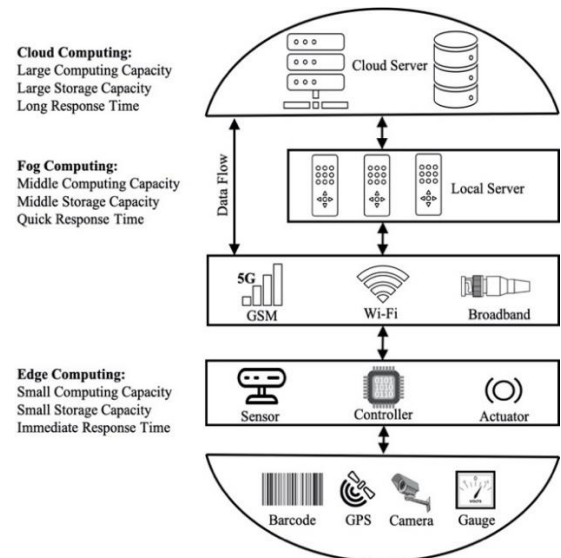 Cloud Computing:
Large Computing Capacity
Large Storage Capacity
Long Response Time
Cloud Server
Fog Computing:
Middle Computing Capacity
Middle Storage Capacity
Quick Response Time
Data Flow
Local Server
5G
GSM
Wi-Fi
Broadband
Edge Computing:
Small Computing Capacity
Small Storage Capacity
Immediate Response Time
Sensor
Controller
Actuator
Barcode
GPS
Camera
Gauge